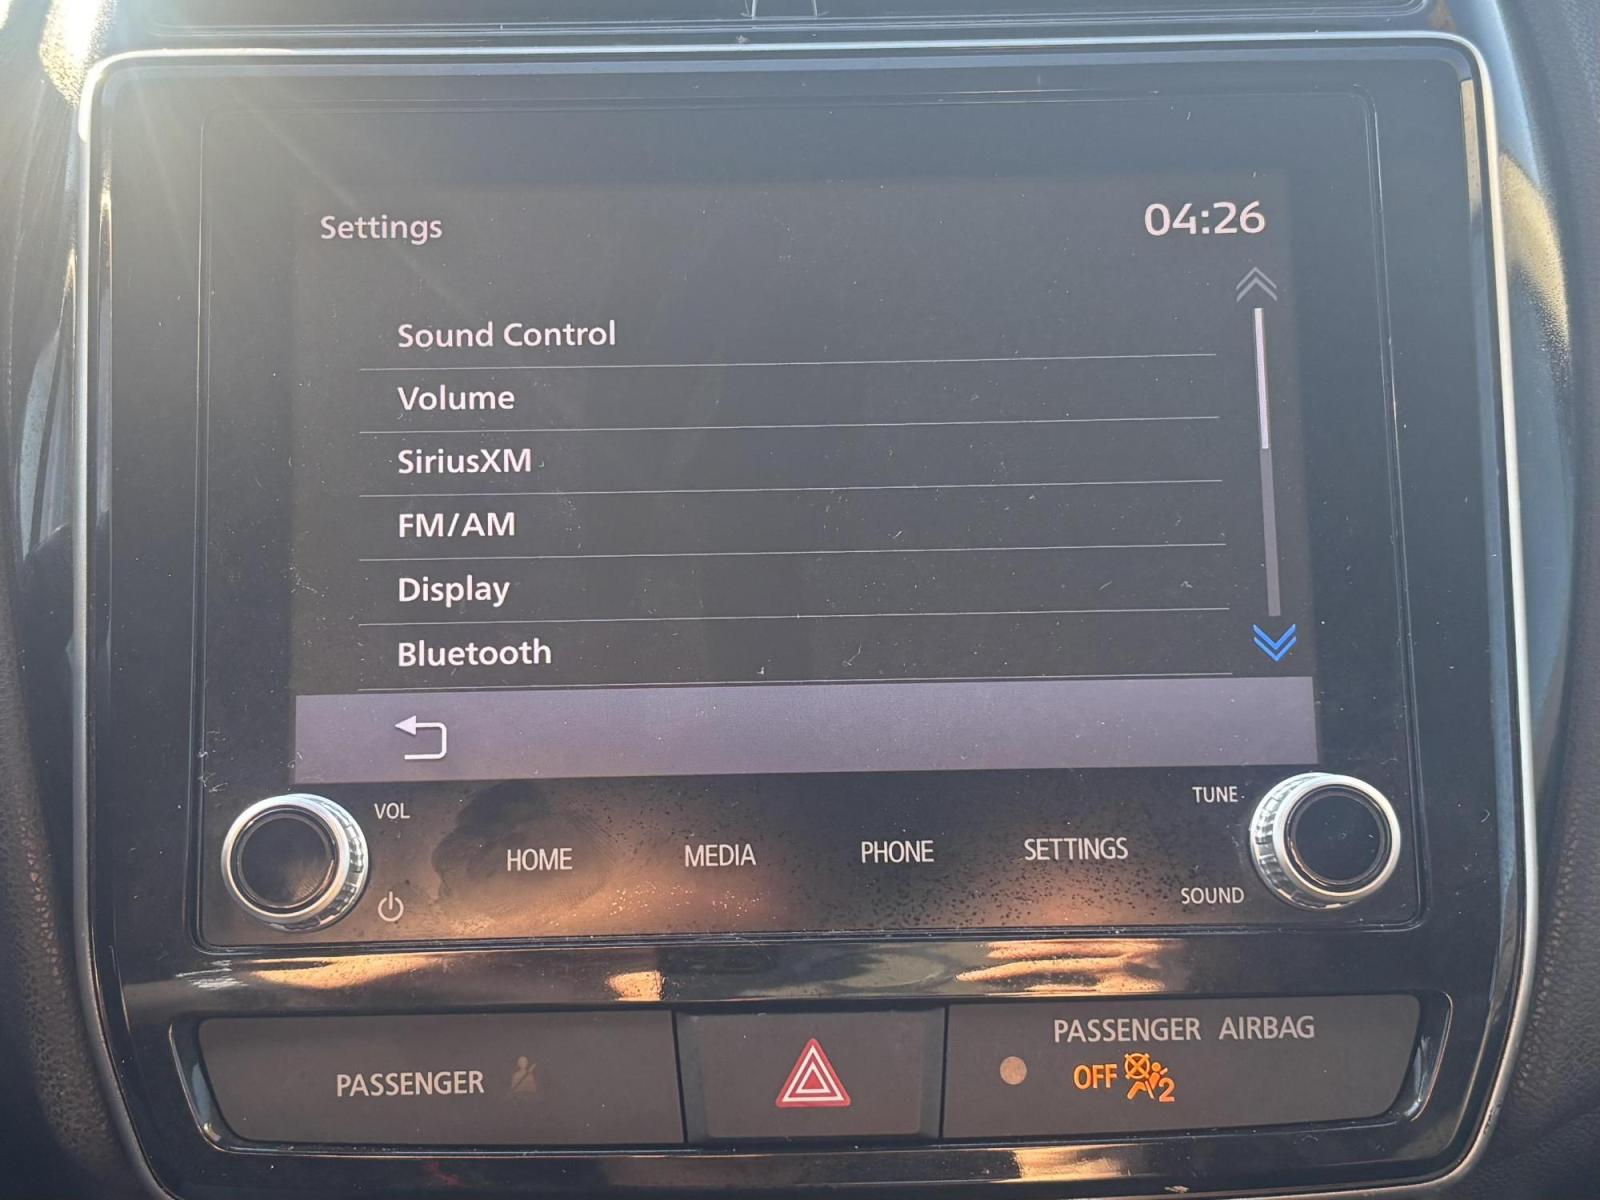 Settings
04:26
Sound Control
Volume
SiriusXM
FM/AM
Display
Bluetooth
VOL
TUNE
HOME
MEDIA
PHONE
SETTINGS
SOUND
PASSENGER
PASSENGER AIRBAG
OFF
2